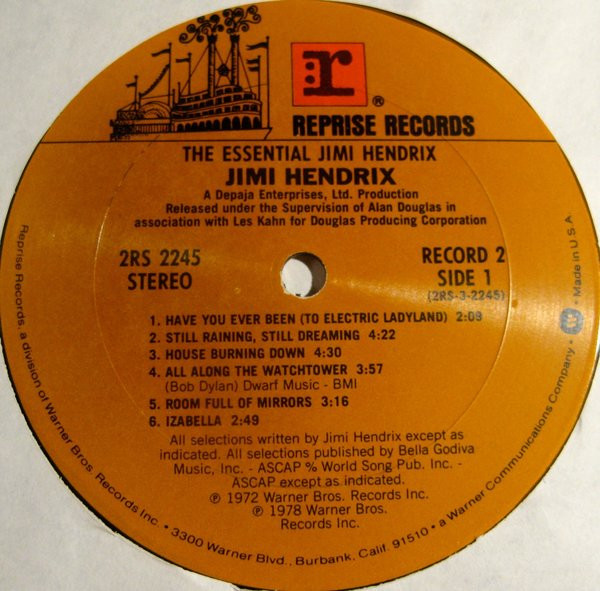 r
®
REPRISE RECORDS
THE ESSENTIAL JIMI HENDRIX
JIMI HENDRIX
A Depaja Enterprises, Ltd. Production
Released under the Supervision of Alan Douglas in
association with Les Kahn for Douglas Producing Corporation
2RS 2245
STEREO
RECORD 2
SIDE 1
(2RS-3-2245)
1. HAVE YOU EVER BEEN (TO ELECTRIC LADYLAND) 2:09
2. STILL RAINING, STILL DREAMING 4:22
3. HOUSE BURNING DOWN 4:30
4. ALL ALONG THE WATCHTOWER 3:57
(Bob Dylan) Dwarf Music - BMI
5. ROOM FULL OF MIRRORS 3:16
6. IZABELLA 2:49
All selections written by Jimi Hendrix except as
indicated. All selections published by Bella Godiva
Music, Inc. - ASCAP % World Song Pub. Inc. -
ASCAP except as indicated.
℗ 1972 Warner Bros. Records Inc.
℗ 1978 Warner Bros.
Records Inc.
Reprise Records, a division of Warner Bros. Records Inc. • 3300 Warner Blvd., Burbank, Calif. 91510 • a Warner Communications Company • W • Made in U.S.A.